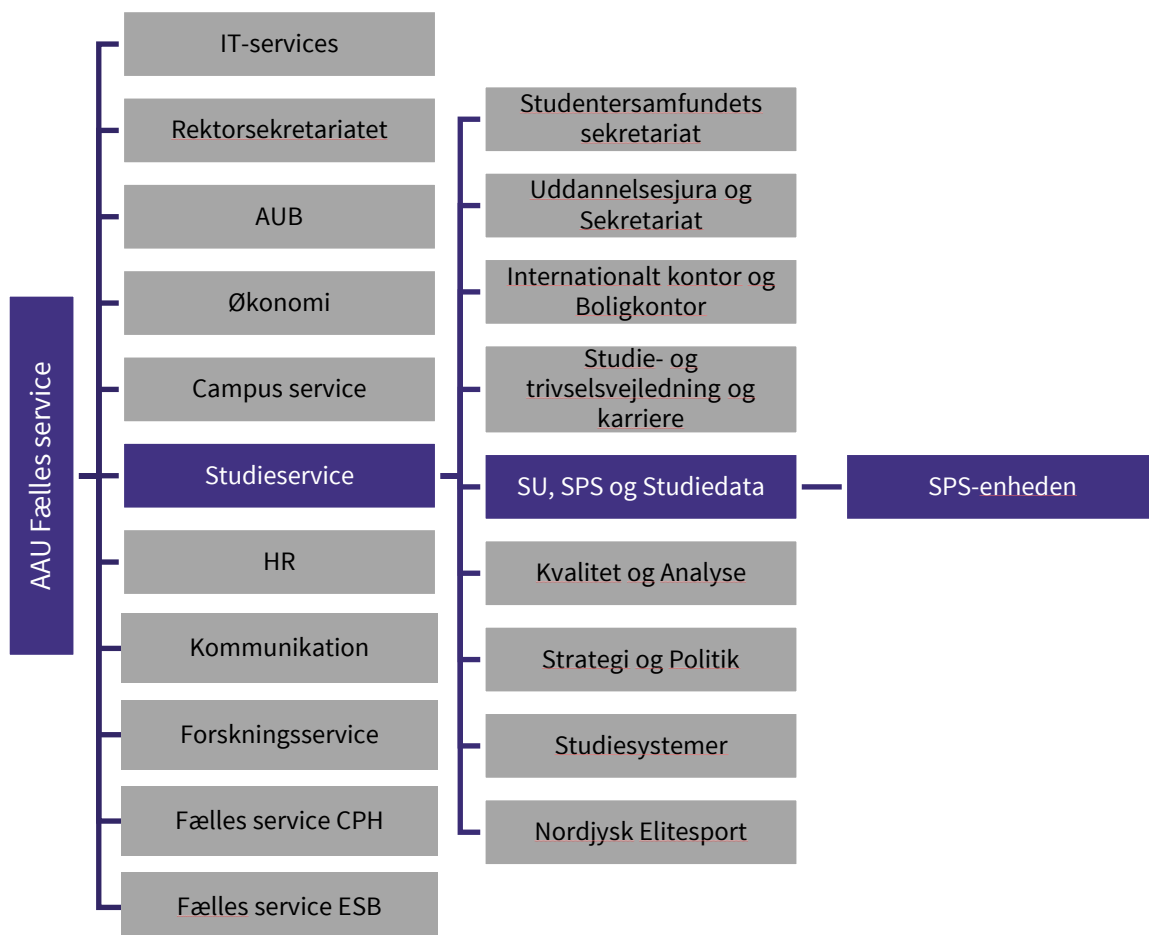 AAU Fælles service
IT-services
Rektorsekretariatet
AUB
Økonomi
Campus service
Studieservice
HR
Kommunikation
Forskningsservice
Fælles service CPH
Fælles service ESB
Studentersamfundets
sekretariat
Uddannelsesjura og
Sekretariat
Internationalt kontor og
Boligkontor
Studie- og
trivselsvejledning og
karriere
SU, SPS og Studiedata
Kvalitet og Analyse
Strategi og Politik
Studiesystemer
Nordjysk Elitesport
SPS-enheden